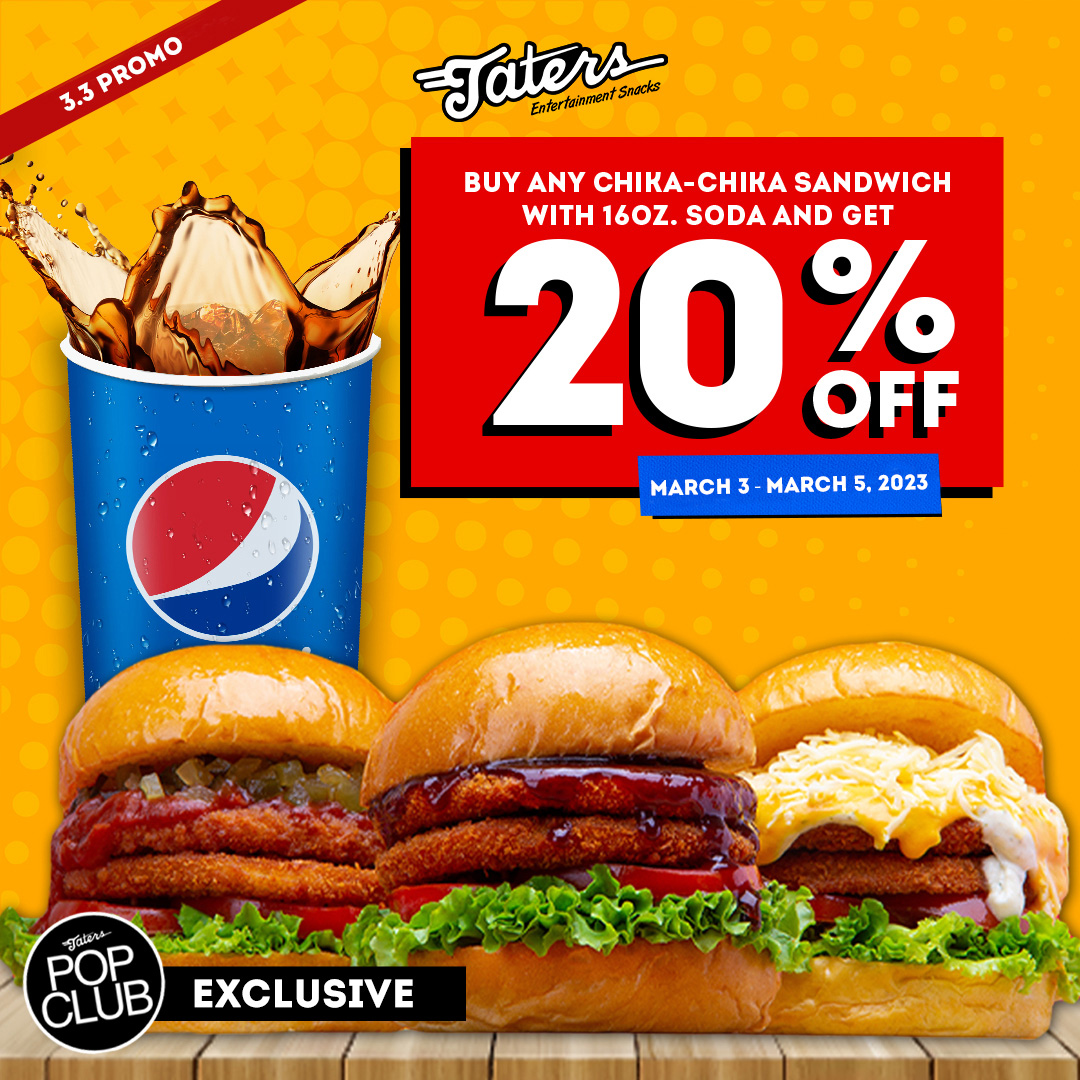 3.3 PROMO
Taters
Entertainment Snacks
BUY ANY CHIKA-CHIKA SANDWICH
WITH 16OZ. SODA AND GET
20%
OFF
MARCH 3 - MARCH 5, 2023
Taters
POP
CLUB
EXCLUSIVE